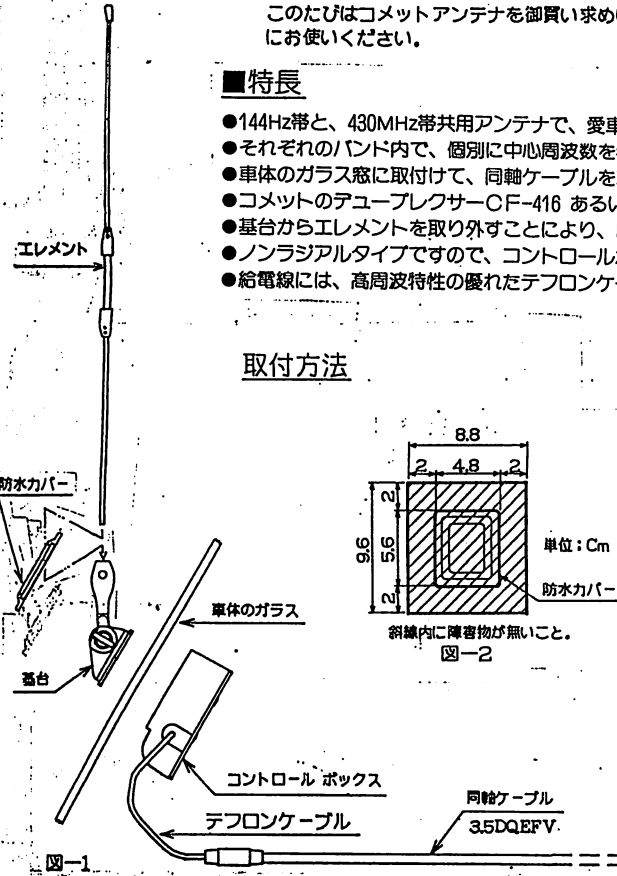 このたびはコメットアンテナを御買い求め
にお使いください。
■特長
●144Hz帯と、430MHz帯共用アンテナで、愛車
●それぞれのバンド内で、個別に中心周波数を
●車体のガラス窓に取付けて、同軸ケーブルを
●コメットのデュープレクサーCF-416 あるい
●基台からエレメントを取り外すことにより、
●ノンラジアルタイプですので、コントロール
●給電線には、高周波特性の優れたテフロンケー
エレメント
取付方法
防水カバー
8.8
2 4.8 2
9.6
2
5.6
2
単位:Cm
防水カバー
斜線内に障害物が無いこと。
図-2
車体のガラス
基台
コントロール ボックス
テフロンケーブル
同軸ケーブル
3.5DQEFV
図-1